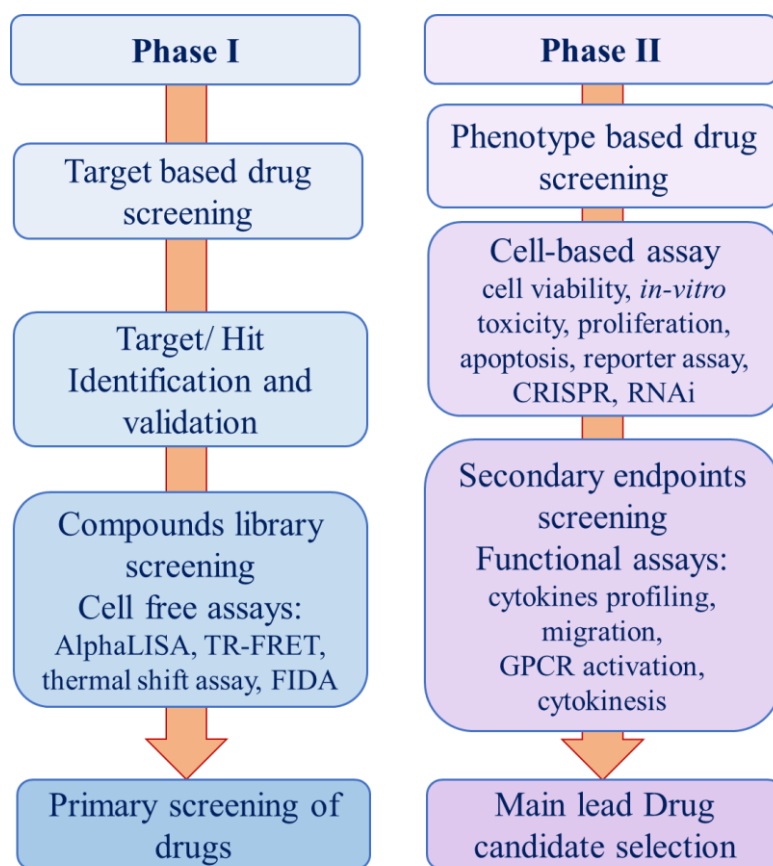 Phase I
Target based drug
screening
Target/ Hit
Identification and
validation
Compounds library
screening
Cell free assays:
AlphaLISA, TR-FRET,
thermal shift assay, FIDA
Primary screening of
drugs
Phase II
Phenotype based drug
screening
Cell-based assay
cell viability, in-vitro
toxicity, proliferation,
apoptosis, reporter assay,
CRISPR, RNAi
Secondary endpoints
screening
Functional assays:
cytokines profiling,
migration,
GPCR activation,
cytokinesis
Main lead Drug
candidate selection